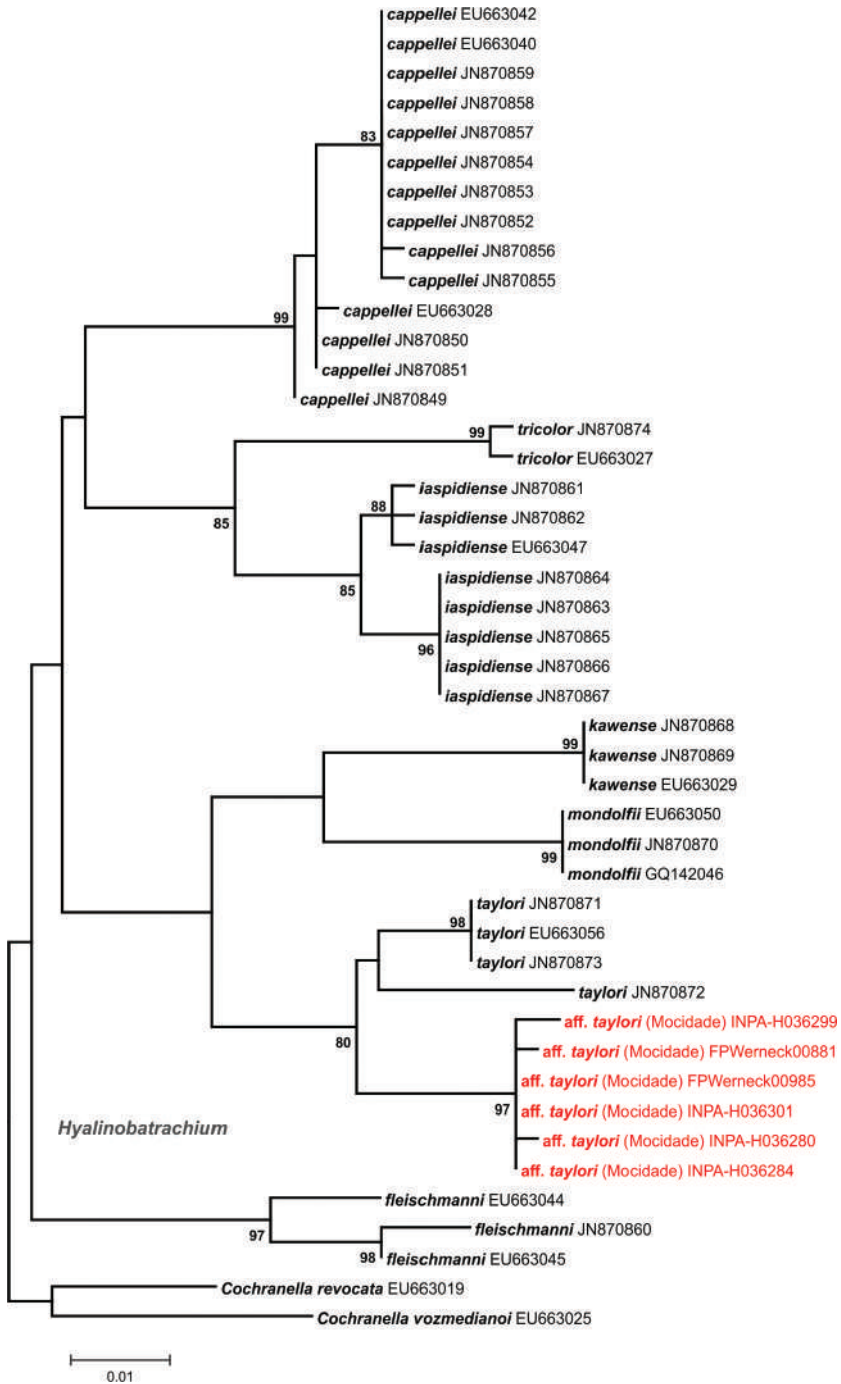 cappellei EU663042
cappellei EU663040
cappellei JN870859
cappellei JN870858
cappellei JN870857
83
cappellei JN870854
cappellei JN870853
cappellei JN870852
cappellei JN870856
cappellei JN870855
cappellei EU663028
99
cappellei JN870850
cappellei JN870851
cappellei JN870849
tricolor JN870874
99
tricolor EU663027
iaspidiense JN870861
88
iaspidiense JN870862
85
iaspidiense EU663047
iaspidiense JN870864
85
iaspidiense JN870863
iaspidiense JN870865
96
iaspidiense JN870866
iaspidiense JN870867
kawense JN870868
99
kawense JN870869
kawense EU663029
mondolfii EU663050
mondolfii JN870870
99
mondolfii GQ142046
taylori JN870871
98
taylori EU663056
taylori JN870873
taylori JN870872
aff. taylori (Mocidade) INPA-H036299
80
aff. taylori (Mocidade) FPWerneck00881
aff. taylori (Mocidade) FPWerneck00985
97
aff. taylori (Mocidade) INPA-H036301
Hyalinobatrachium
aff. taylori (Mocidade) INPA-H036280
aff. taylori (Mocidade) INPA-H036284
fleischmanni EU663044
97
fleischmanni JN870860
98
fleischmanni EU663045
Cochranella revocata EU663019
Cochranella vozmedianoi EU663025
0.01